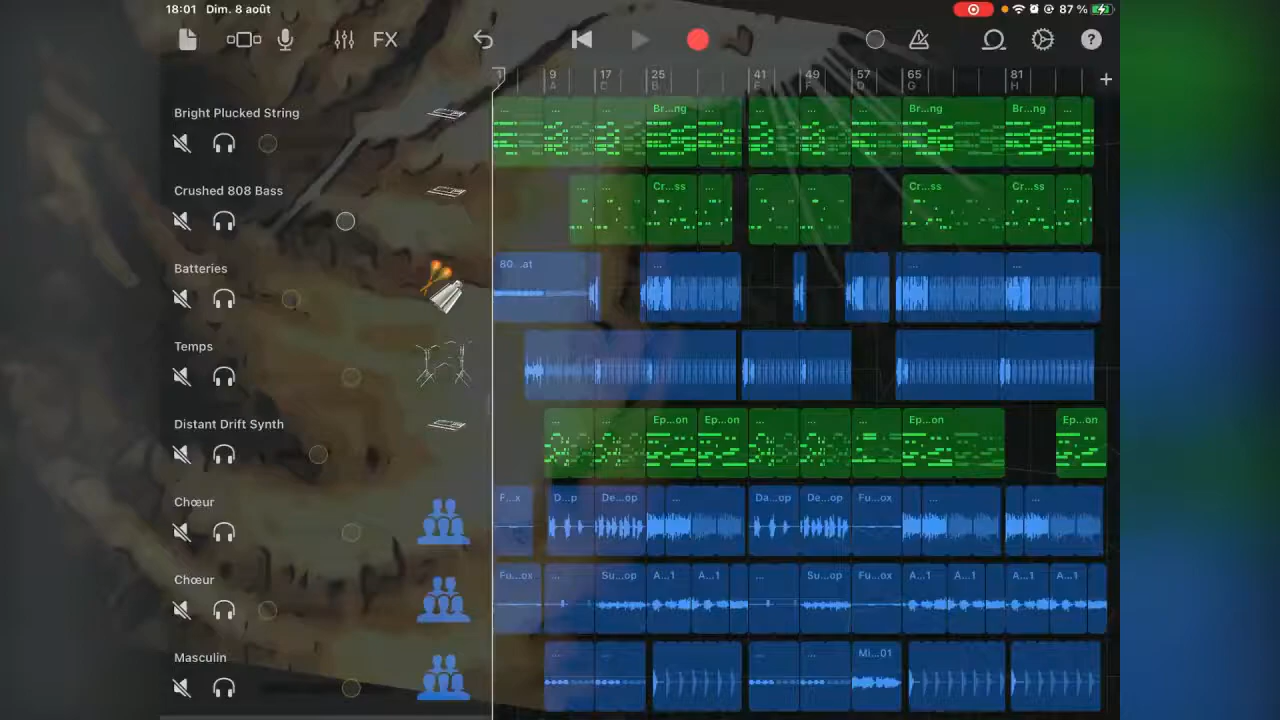 18:01 Dim. 8 août 87 %
FX
1 9 17 25 41 49 57 65 81
A C B E F D G H
Bright Plucked String
... ... ... Br...ng ... ... ... ... Br...ng Br...ng ...
Crushed 808 Bass
... ... Cr...ss ... ... ... Cr...ss Cr...ss ...
Batteries
80...at ... ... ...
Temps
Distant Drift Synth
... ... Ep...on Ep...on ... ... ... Ep...on Ep...on
Chœur
F...x D...p De...op ... Da...op De...op Fu...ox ... ...
Chœur
Fu...ox ... Su...op A...1 A...1 ... Su...op Fu...ox A...1 A...1 A...1 A...1
Masculin
... ... ... ... Mi...01